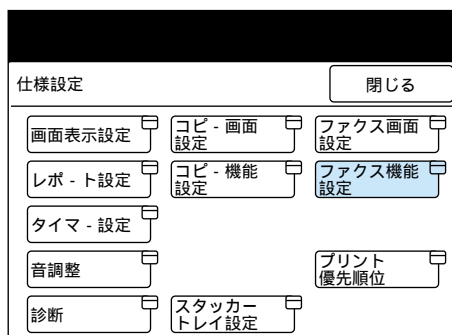 仕様設定
閉じる
画面表示設定
コピ - 画面
設定
ファクス画面
設定
レポ - ト設定
コピ - 機能
設定
ファクス機能
設定
タイマ - 設定
音調整
プリント
優先順位
診断
スタッカー
トレイ設定